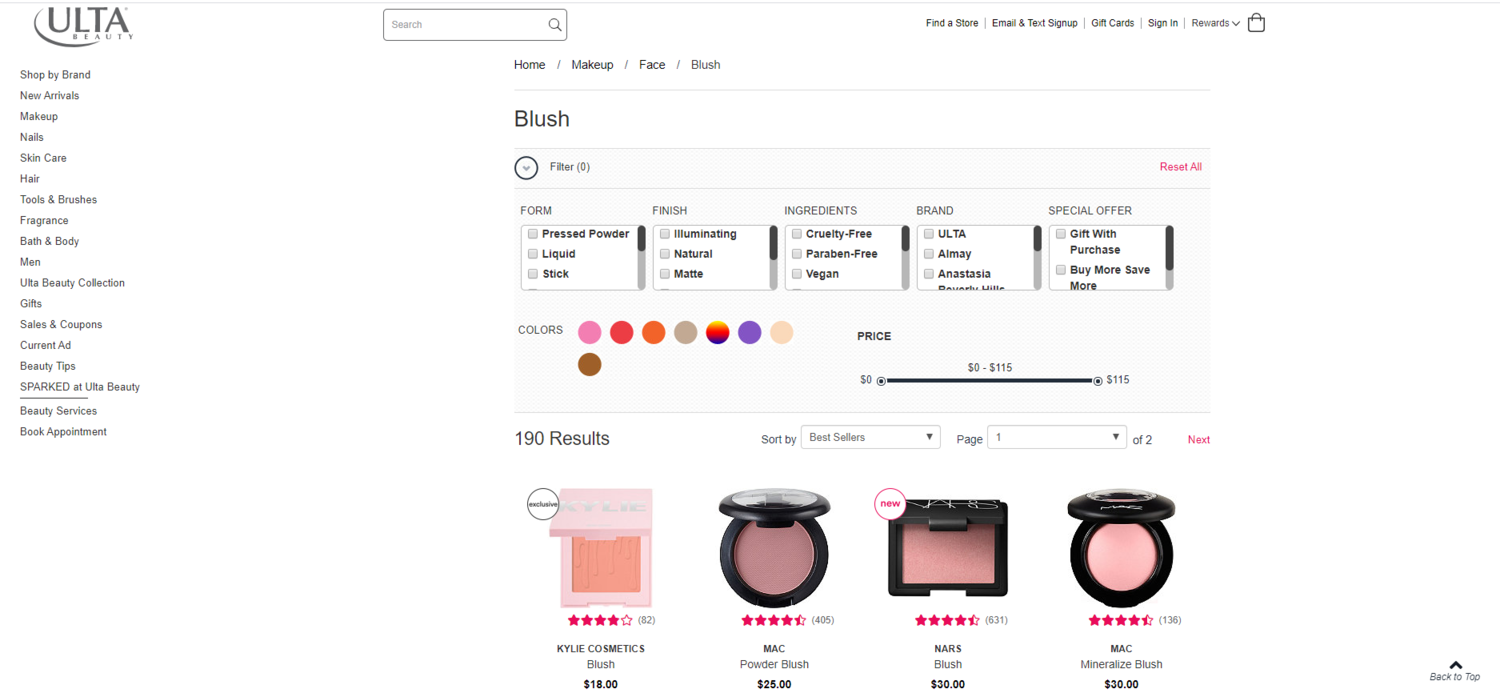 ULTA
BEAUTY
Search
Find a Store
Email & Text Signup
Gift Cards
Sign In
Rewards
Shop by Brand
New Arrivals
Makeup
Nails
Skin Care
Hair
Tools & Brushes
Fragrance
Bath & Body
Men
Ulta Beauty Collection
Gifts
Sales & Coupons
Current Ad
Beauty Tips
SPARKED at Ulta Beauty
Beauty Services
Book Appointment
Home / Makeup / Face / Blush
Blush
Filter (0)
Reset All
FORM
Pressed Powder
Liquid
Stick
FINISH
Illuminating
Natural
Matte
INGREDIENTS
Cruelty-Free
Paraben-Free
Vegan
BRAND
ULTA
Almay
Anastasia
Beverly Hills
SPECIAL OFFER
Gift With
Purchase
Buy More Save
More
COLORS
PRICE
$0 - $115
$0
$115
190 Results
Sort by
Best Sellers
Page
1
of 2
Next
exclusive
KYLIE
(82)
KYLIE COSMETICS
Blush
$18.00
(405)
MAC
Powder Blush
$25.00
new
NARS
(631)
NARS
Blush
$30.00
MAC
(136)
MAC
Mineralize Blush
$30.00
Back to Top